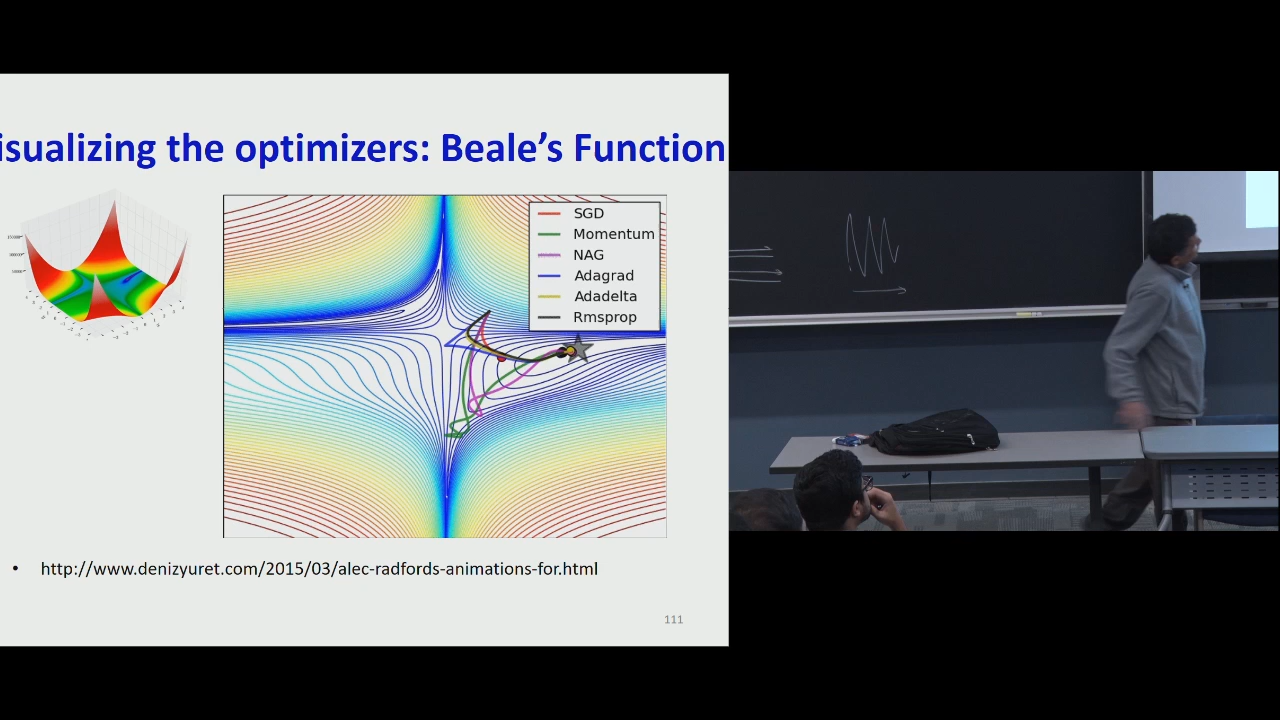 isualizing the optimizers: Beale's Function
SGD
Momentum
NAG
Adagrad
Adadelta
Rmsprop
• http://www.denizyuret.com/2015/03/alec-radfords-animations-for.html
111